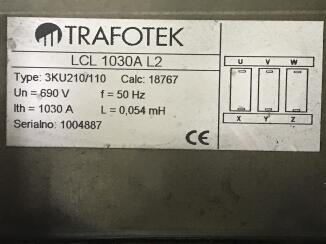 TRAFOTEK
LCL 1030A L2
Type: 3KU210/110 Calc: 18767
Un = 690 V f = 50 Hz
Ith = 1030 A L = 0,054 mH
Serialno: 1004887
CE
U V W
X Y Z